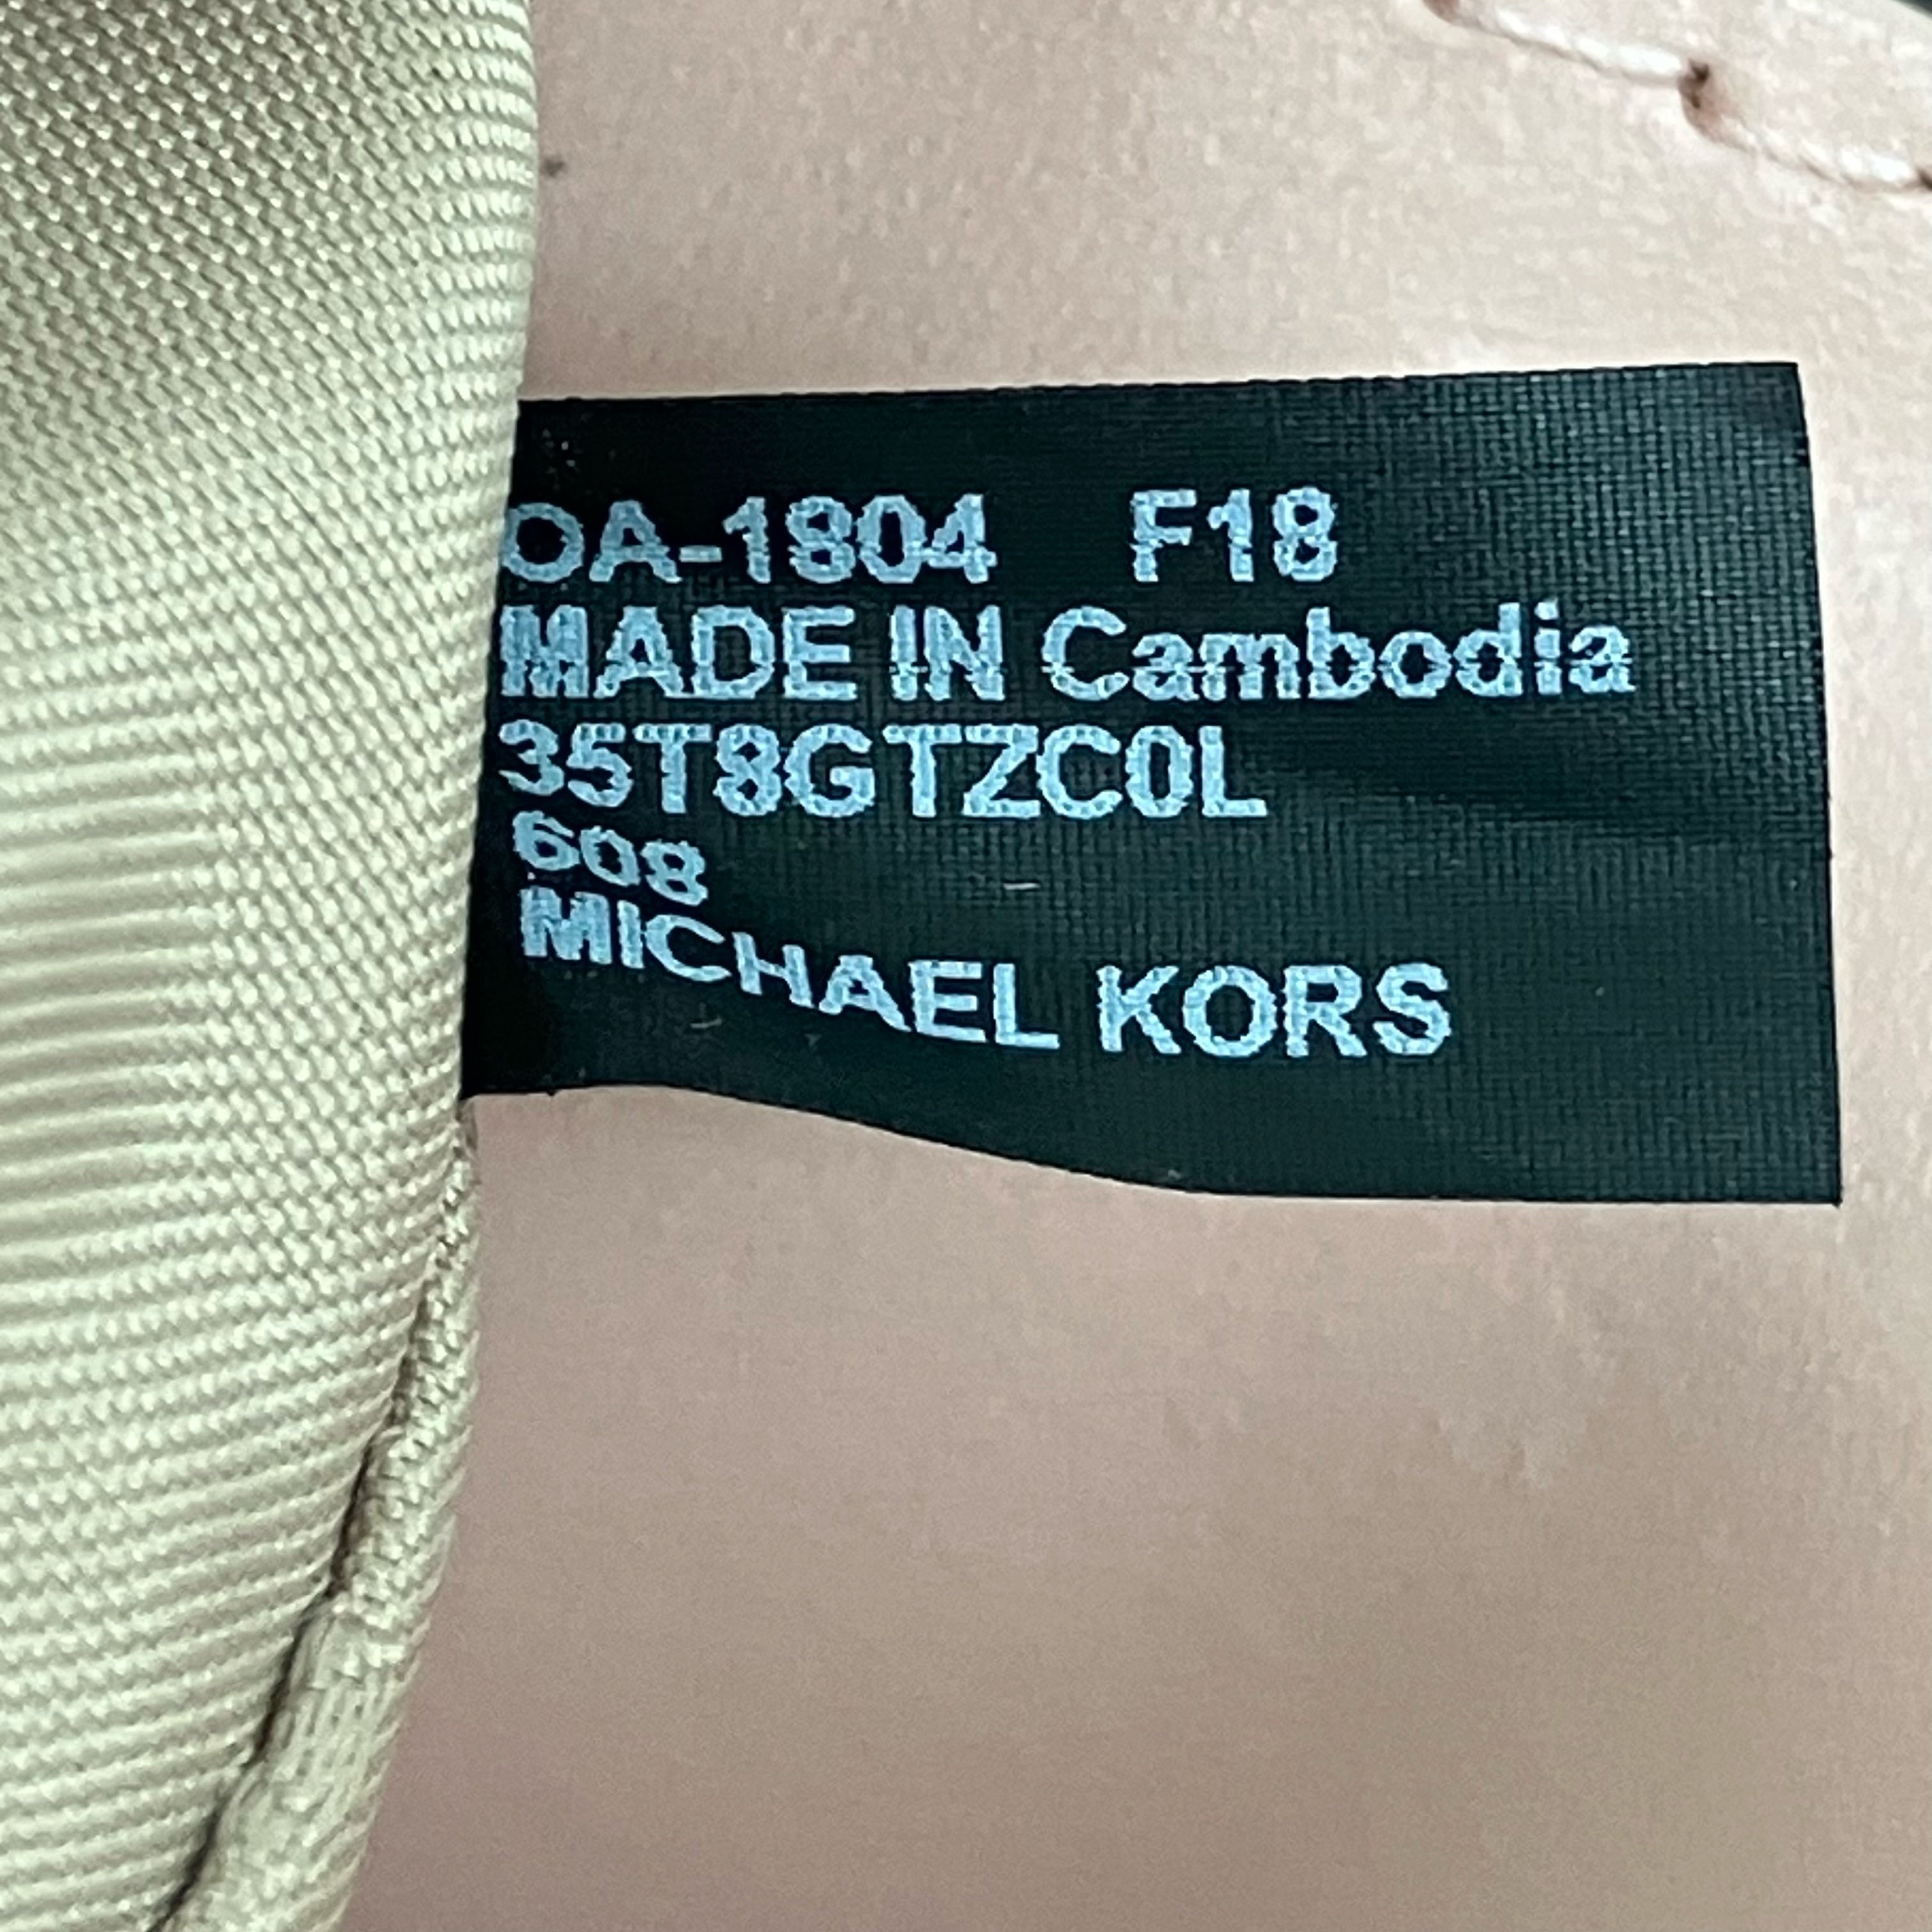 OA-1804 F18
MADE IN Cambodia
35T8GTZC0L
608
MICHAEL KORS